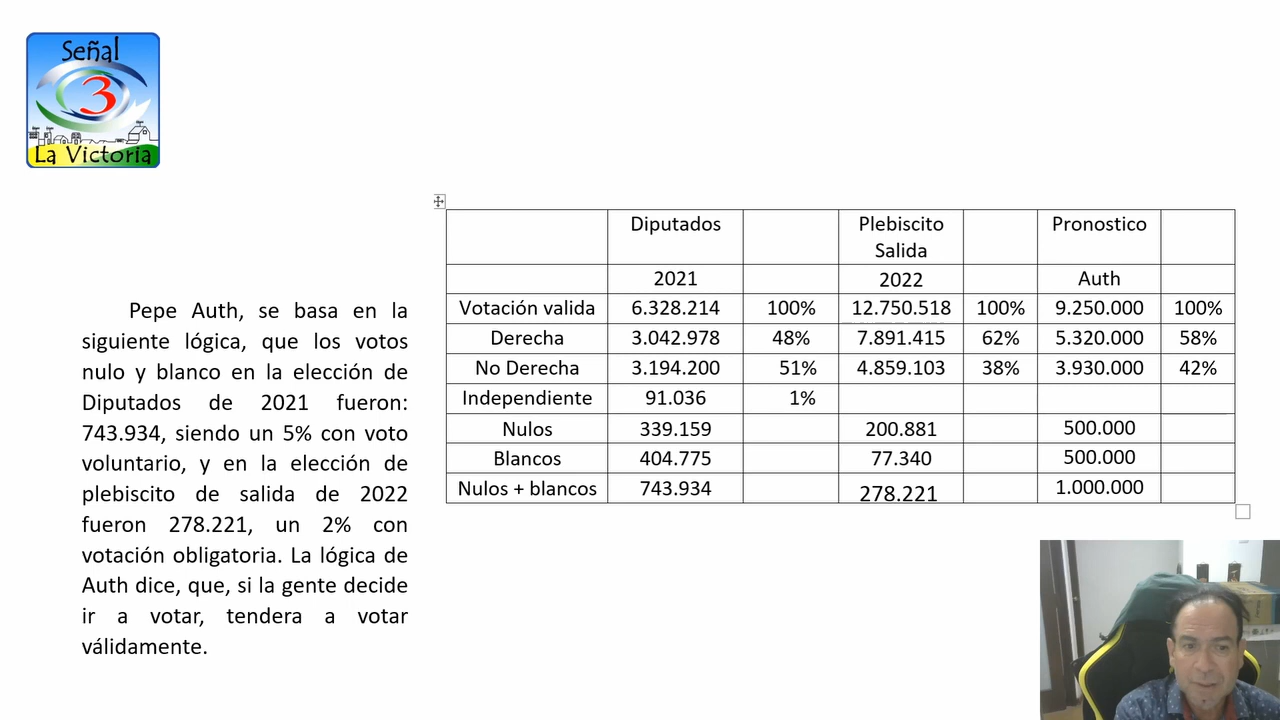 Señal
3
La Victoria
Diputados Plebiscito Salida Pronostico
2021 2022 Auth
Votación valida 6.328.214 100% 12.750.518 100% 9.250.000 100%
Derecha 3.042.978 48% 7.891.415 62% 5.320.000 58%
No Derecha 3.194.200 51% 4.859.103 38% 3.930.000 42%
Independiente 91.036 1%
Nulos 339.159 200.881 500.000
Blancos 404.775 77.340 500.000
Nulos + blancos 743.934 278.221 1.000.000
Pepe Auth, se basa en la
siguiente lógica, que los votos
nulo y blanco en la elección de
Diputados de 2021 fueron:
743.934, siendo un 5% con voto
voluntario, y en la elección de
plebiscito de salida de 2022
fueron 278.221, un 2% con
votación obligatoria. La lógica de
Auth dice, que, si la gente decide
ir a votar, tendera a votar
válidamente.